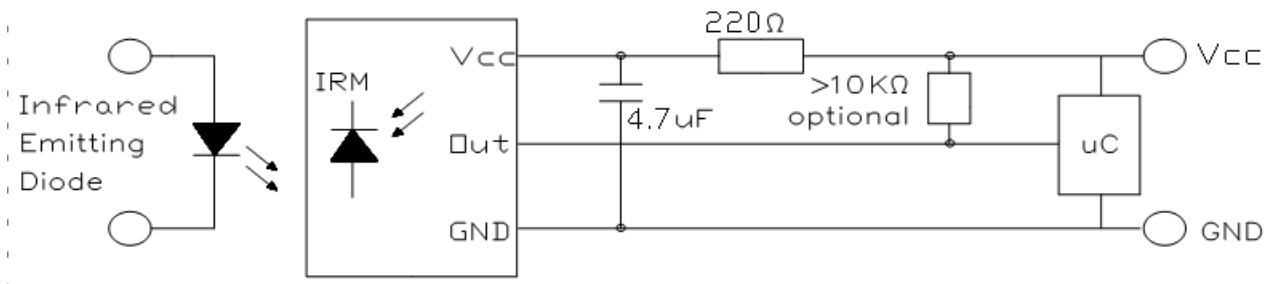 Infrared
Emitting
Diode
IRM
Vcc
Out
GND
4.7uF
220Ω
>10KΩ
optional
uC
Vcc
GND